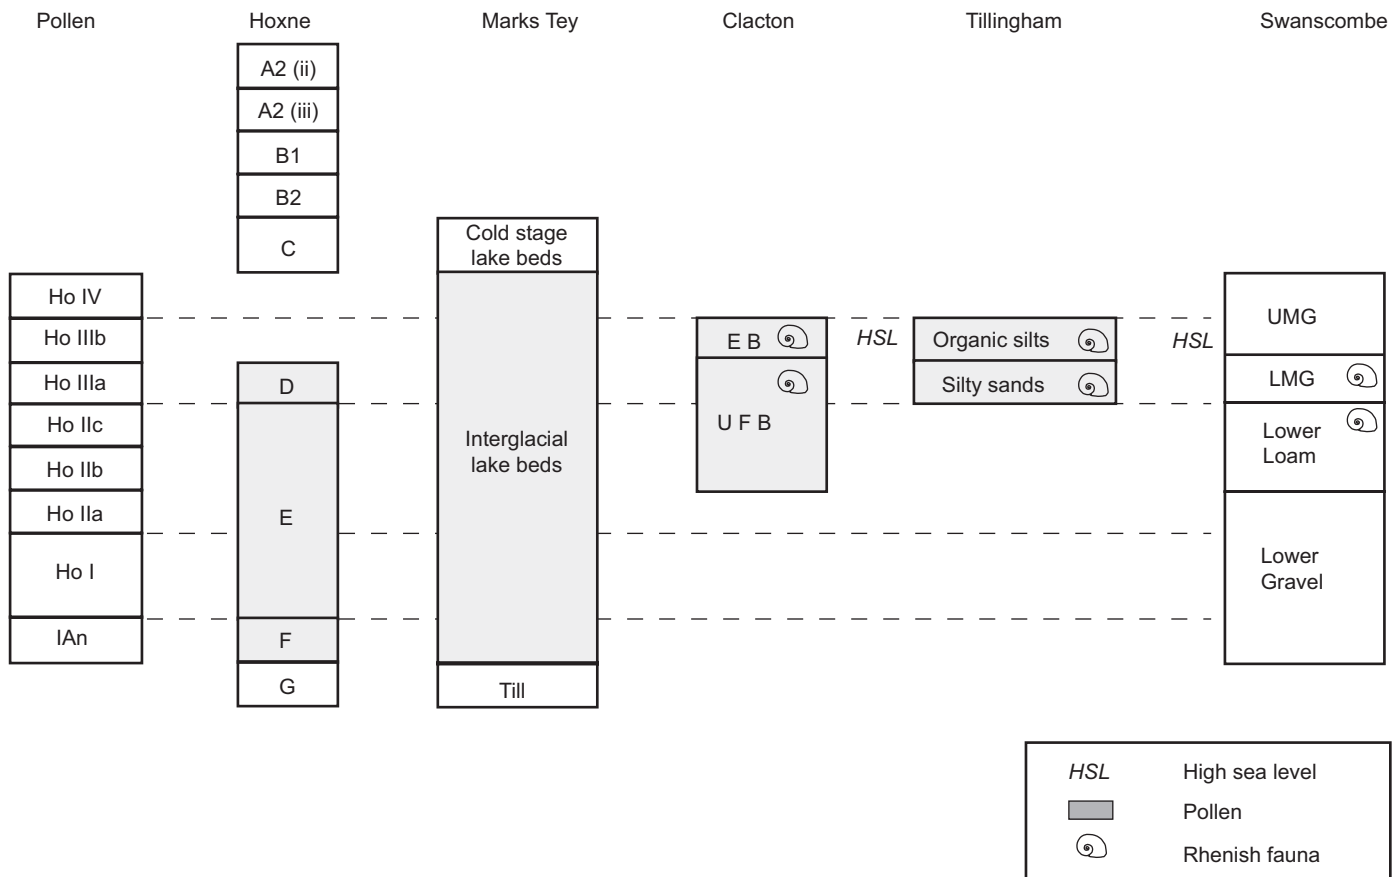 Pollen
Hoxne
Marks Tey
Clacton
Tillingham
Swanscombe
A2 (ii)
A2 (iii)
B1
B2
C
D
E
F
G
Ho IV
Ho IIIb
Ho IIIa
Ho IIc
Ho IIb
Ho IIa
Ho I
IAn
Cold stage
lake beds
Interglacial
lake beds
Till
E B
U F B
HSL
Organic silts
Silty sands
HSL
UMG
LMG
Lower
Loam
Lower
Gravel
HSL High sea level
Pollen
Rhenish fauna